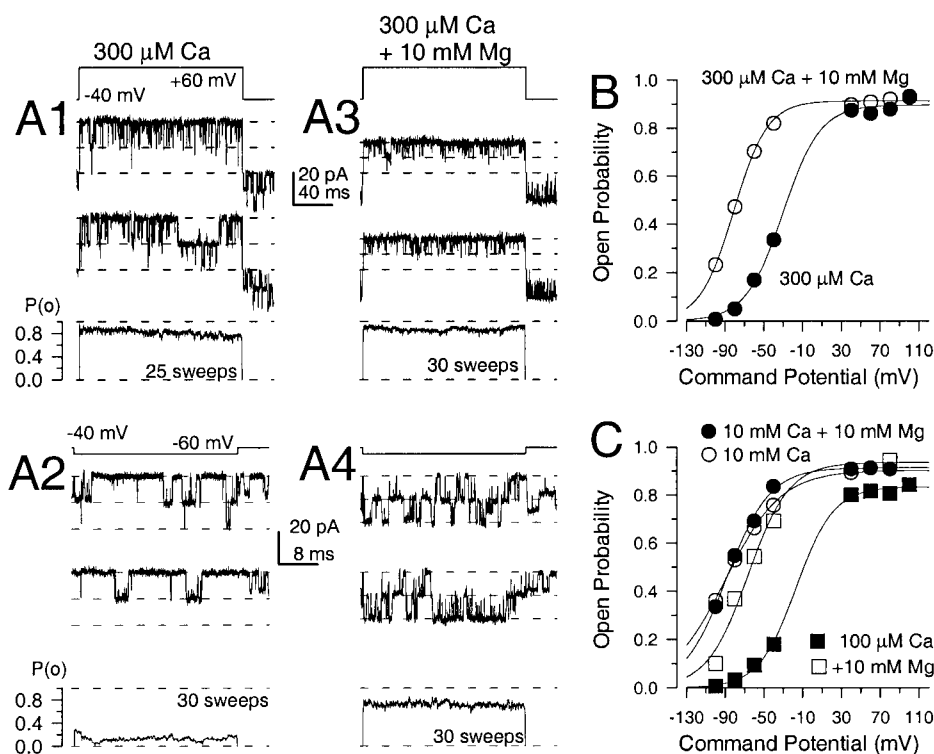 300 µM Ca
+60 mV
-40 mV
A1
20 pA
40 ms
P(o)
0.8
0.4
0.0
25 sweeps
300 µM Ca
+ 10 mM Mg
A3
30 sweeps
-40 mV
-60 mV
A2
20 pA
8 ms
P(o)
0.8
0.4
0.0
30 sweeps
A4
30 sweeps
B
300 µM Ca + 10 mM Mg
300 µM Ca
Open Probability
1.0
0.8
0.6
0.4
0.2
0.0
-130 -90 -50 -10 30 70 110
Command Potential (mV)
C
10 mM Ca + 10 mM Mg
10 mM Ca
100 µM Ca
+10 mM Mg
Open Probability
1.0
0.8
0.6
0.4
0.2
0.0
-130 -90 -50 -10 30 70 110
Command Potential (mV)